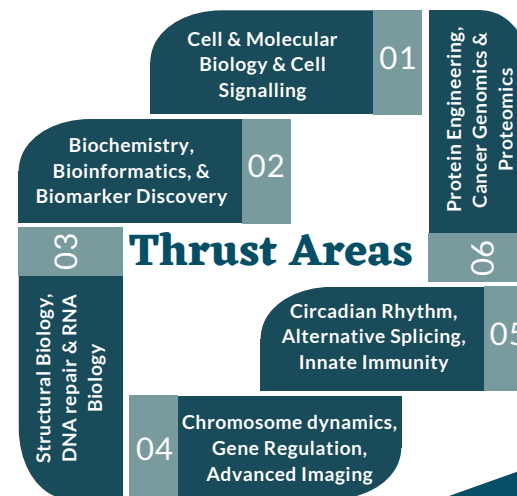 Cell & Molecular
Biology & Cell
Signalling
01
Biochemistry,
Bioinformatics, &
Biomarker Discovery
02
Thrust Areas
03
Structural Biology,
DNA repair & RNA
Biology
04
Chromosome dynamics,
Gene Regulation,
Advanced Imaging
Circadian Rhythm,
Alternative Splicing,
Innate Immunity
05
Protein Engineering,
Cancer Genomics &
Proteomics
06